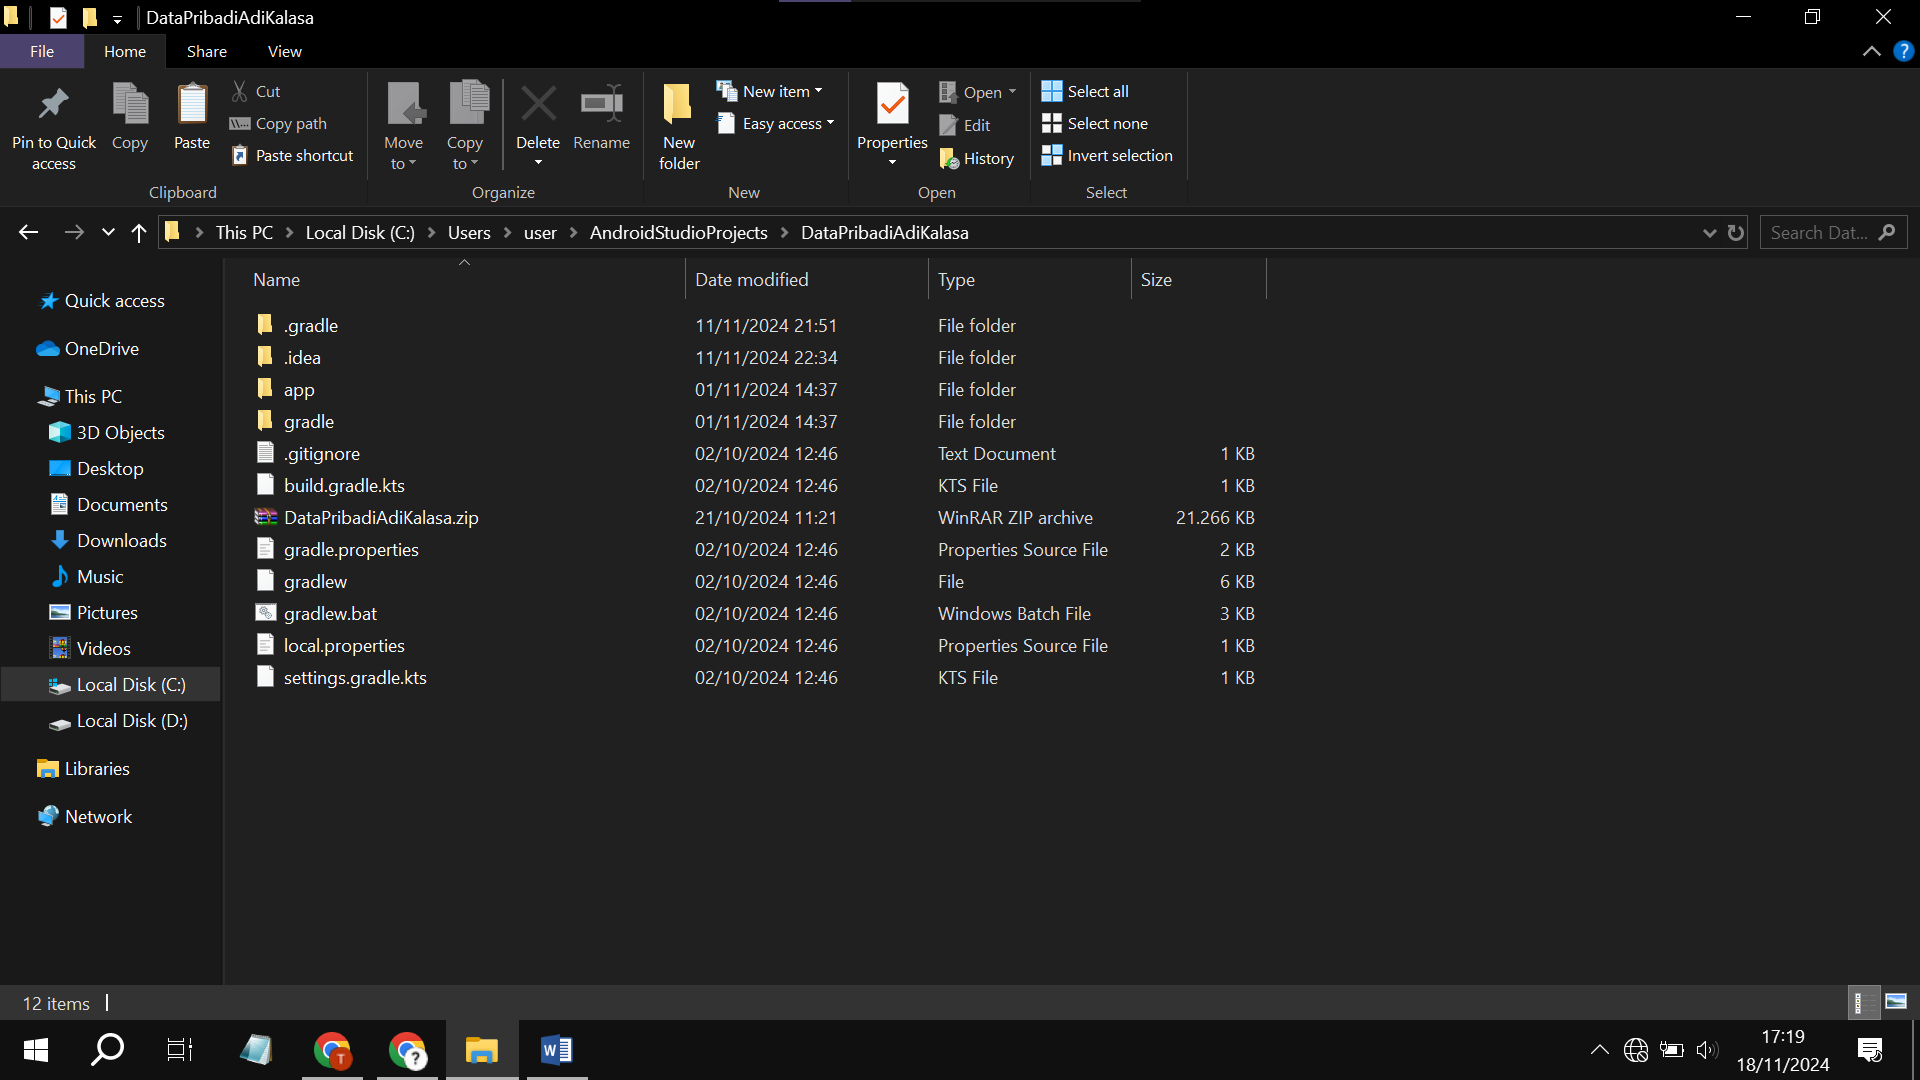 DataPribadiAdiKalasa
File Home Share View
Pin to Quick access
Copy
Paste
Cut
Copy path
Paste shortcut
Clipboard
Move to
Copy to
Delete
Rename
Organize
New folder
New item
Easy access
New
Properties
Open
Edit
History
Open
Select all
Select none
Invert selection
Select
This PC Local Disk (C:) Users user AndroidStudioProjects DataPribadiAdiKalasa
Search Dat...
Quick access
OneDrive
This PC
3D Objects
Desktop
Documents
Downloads
Music
Pictures
Videos
Local Disk (C:)
Local Disk (D:)
Libraries
Network
Name Date modified Type Size
.gradle 11/11/2024 21:51 File folder
.idea 11/11/2024 22:34 File folder
app 01/11/2024 14:37 File folder
gradle 01/11/2024 14:37 File folder
.gitignore 02/10/2024 12:46 Text Document 1 KB
build.gradle.kts 02/10/2024 12:46 KTS File 1 KB
DataPribadiAdiKalasa.zip 21/10/2024 11:21 WinRAR ZIP archive 21.266 KB
gradle.properties 02/10/2024 12:46 Properties Source File 2 KB
gradlew 02/10/2024 12:46 File 6 KB
gradlew.bat 02/10/2024 12:46 Windows Batch File 3 KB
local.properties 02/10/2024 12:46 Properties Source File 1 KB
settings.gradle.kts 02/10/2024 12:46 KTS File 1 KB
12 items
T
?
W
17:19
18/11/2024